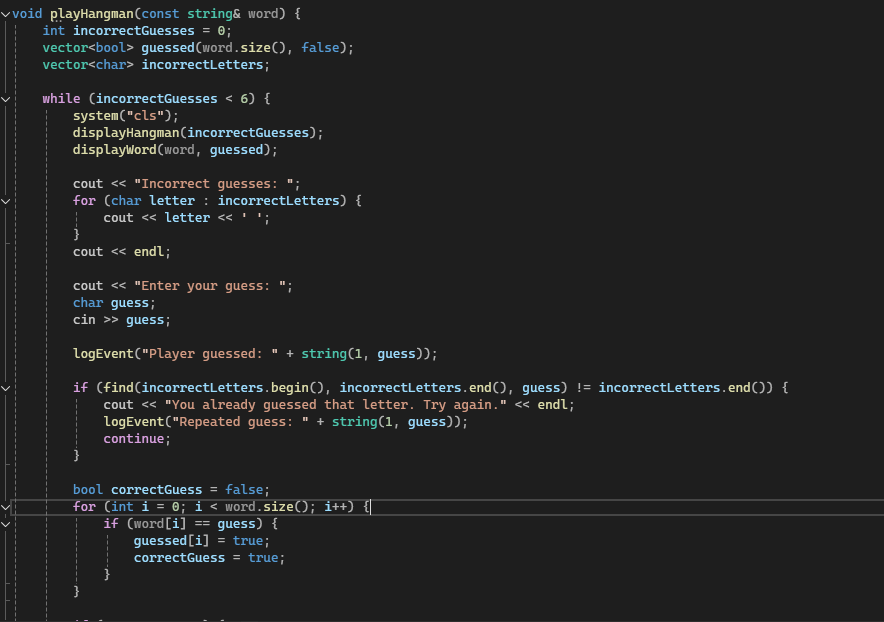 void playHangman(const string& word) {
    int incorrectGuesses = 0;
    vector<bool> guessed(word.size(), false);
    vector<char> incorrectLetters;

    while (incorrectGuesses < 6) {
        system("cls");
        displayHangman(incorrectGuesses);
        displayWord(word, guessed);

        cout << "Incorrect guesses: ";
        for (char letter : incorrectLetters) {
            cout << letter << ' ';
        }
        cout << endl;

        cout << "Enter your guess: ";
        char guess;
        cin >> guess;

        logEvent("Player guessed: " + string(1, guess));

        if (find(incorrectLetters.begin(), incorrectLetters.end(), guess) != incorrectLetters.end()) {
            cout << "You already guessed that letter. Try again." << endl;
            logEvent("Repeated guess: " + string(1, guess));
            continue;
        }

        bool correctGuess = false;
        for (int i = 0; i < word.size(); i++) {
            if (word[i] == guess) {
                guessed[i] = true;
                correctGuess = true;
            }
        }